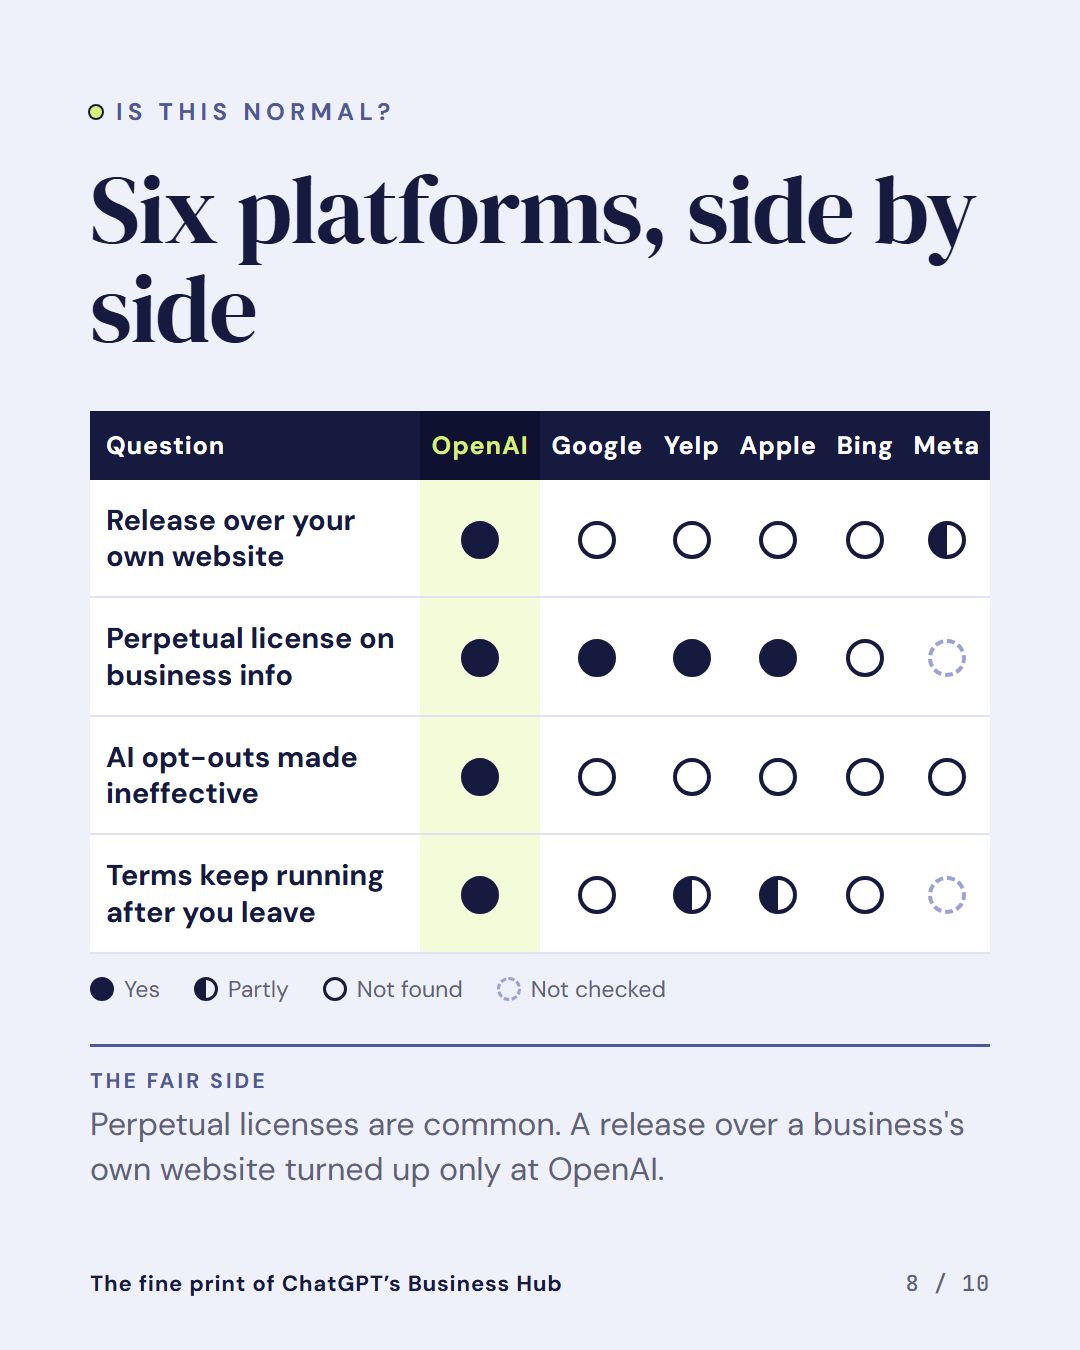 IS THIS NORMAL?
Six platforms, side by
side
Question OpenAI Google Yelp Apple Bing Meta
Release over your
own website
Perpetual license on
business info
AI opt-outs made
ineffective
Terms keep running
after you leave
Yes Partly Not found Not checked
THE FAIR SIDE
Perpetual licenses are common. A release over a business's
own website turned up only at OpenAI.
The fine print of ChatGPT’s Business Hub 8 / 10